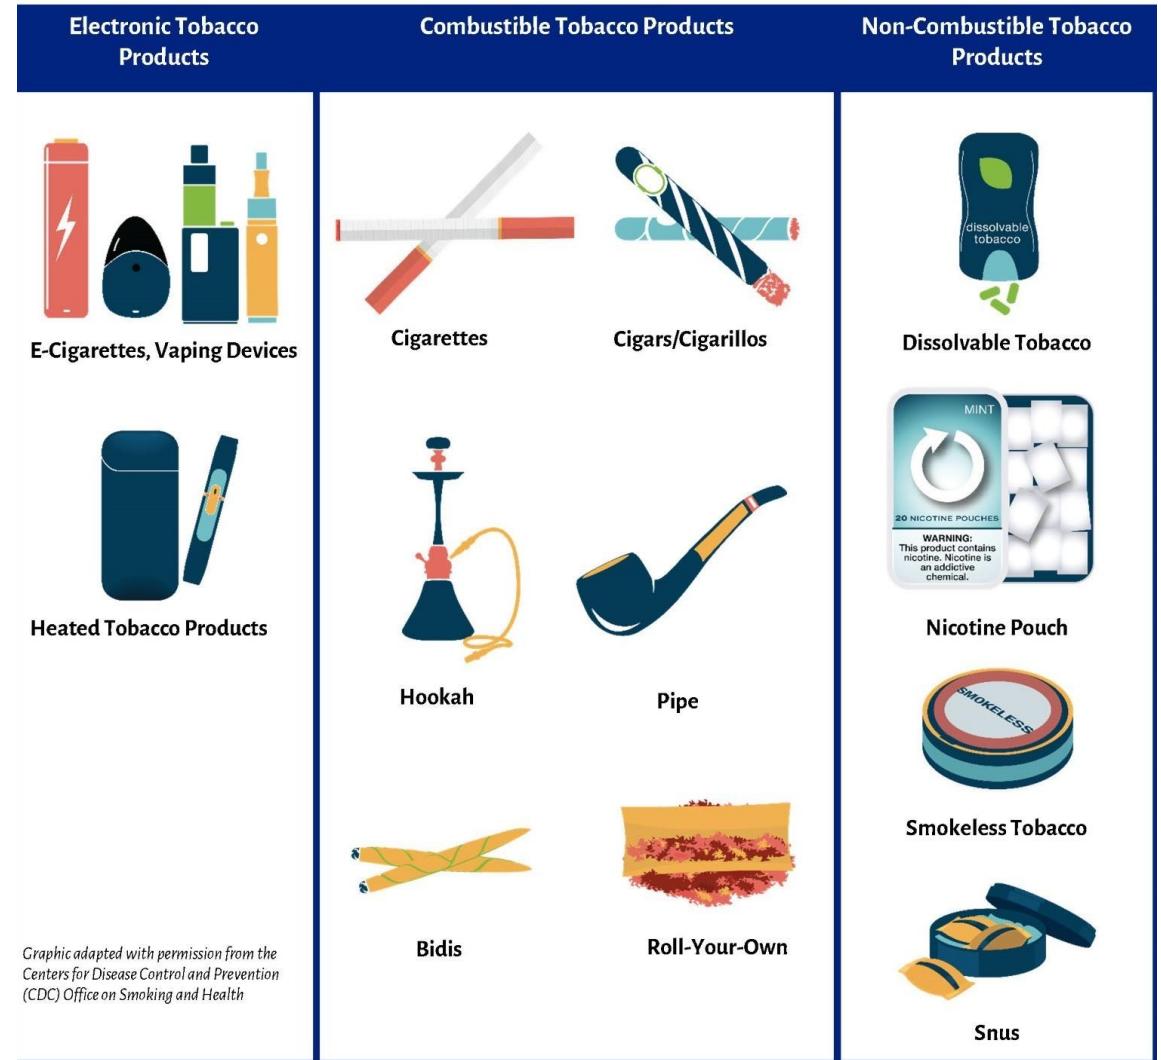 Electronic Tobacco
Products
Combustible Tobacco Products
Non-Combustible Tobacco
Products
E-Cigarettes, Vaping Devices
Heated Tobacco Products
Graphic adapted with permission from the
Centers for Disease Control and Prevention
(CDC) Office on Smoking and Health
Cigarettes
Cigars/Cigarillos
Hookah
Pipe
Bidis
Roll-Your-Own
dissolvable
tobacco
Dissolvable Tobacco
MINT
20 NICOTINE POUCHES
WARNING:
This product contains
nicotine. Nicotine is
an addictive
chemical.
Nicotine Pouch
SMOKELESS
Smokeless Tobacco
Snus